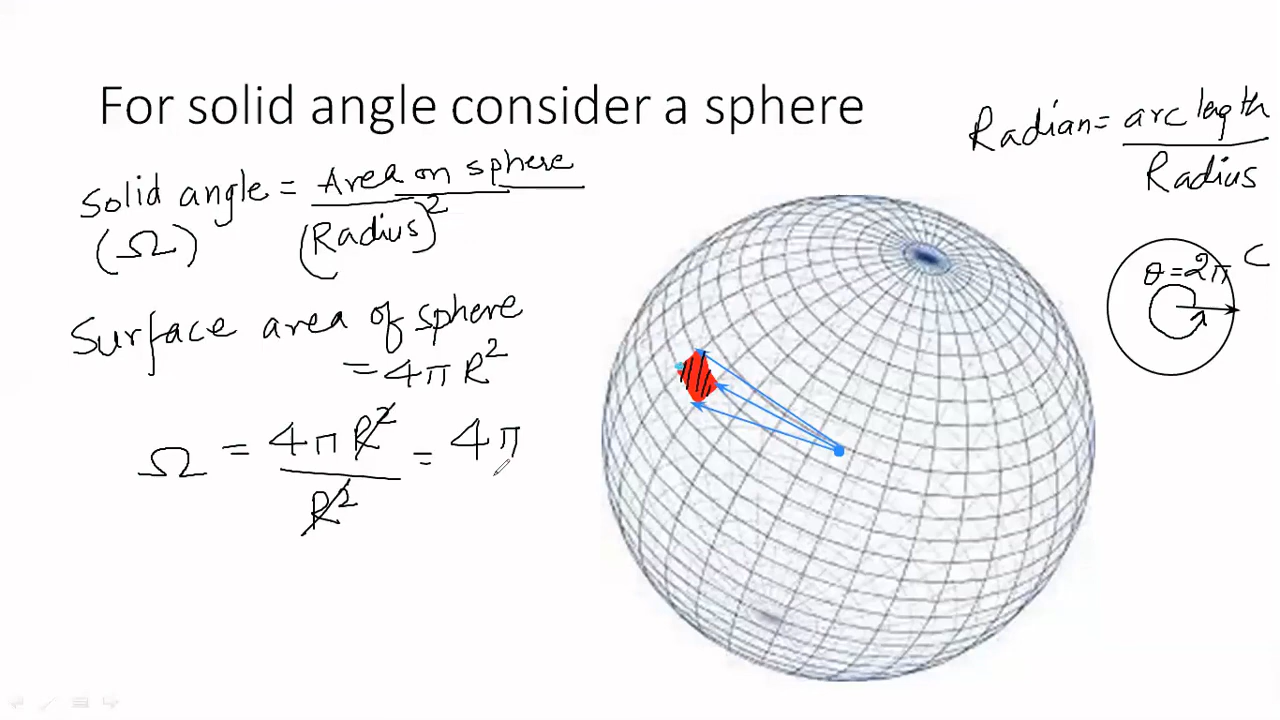 For solid angle consider a sphere
Radian = arc length
Radius
Solid angle = Area on sphere
(Ω) (Radius)²
Surface area of sphere
= 4πR²
Ω = 4πR² = 4π
R²
θ = 2π C